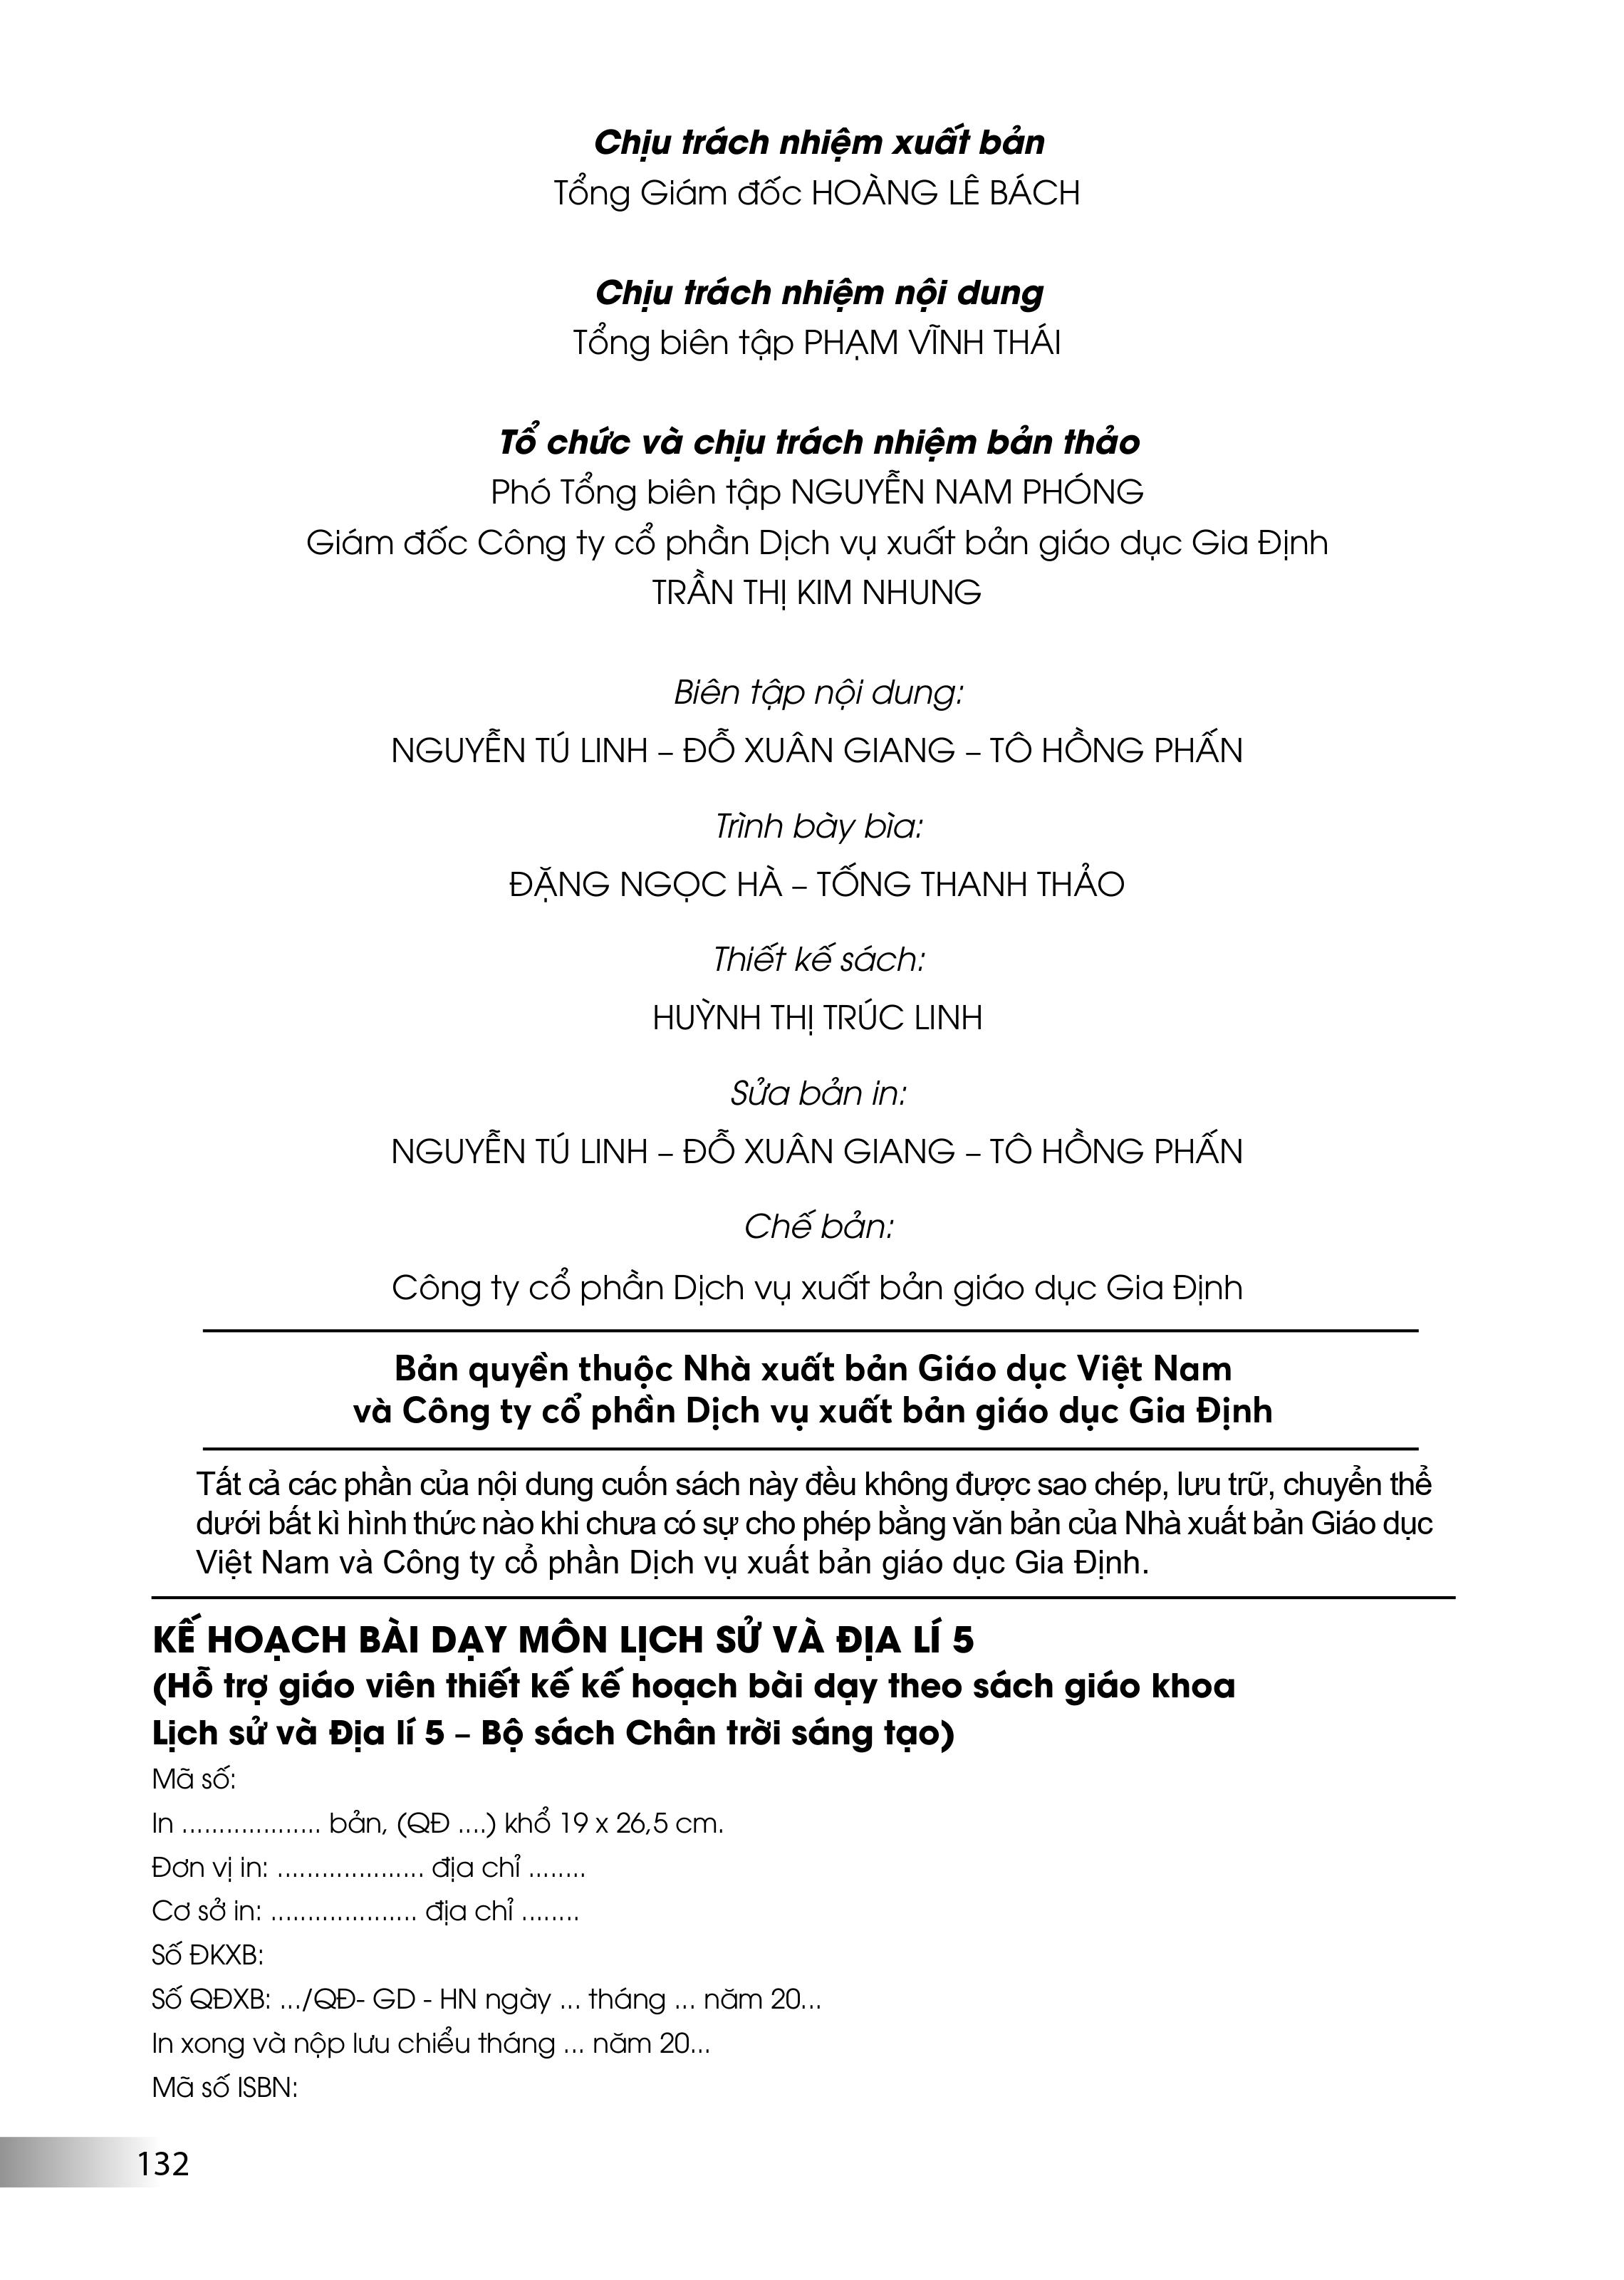 Chịu trách nhiệm xuất bản
Tổng Giám đốc HOÀNG LÊ BÁCH
Chịu trách nhiệm nội dung
Tổng biên tập PHẠM VĨNH THÁI
Tổ chức và chịu trách nhiệm bản thảo
Phó Tổng biên tập NGUYỄN NAM PHÓNG
Giám đốc Công ty cổ phần Dịch vụ xuất bản giáo dục Gia Định
TRẦN THỊ KIM NHUNG
Biên tập nội dung:
NGUYỄN TÚ LINH – ĐỖ XUÂN GIANG – TÔ HỒNG PHẤN
Trình bày bìa:
ĐẶNG NGỌC HÀ – TỐNG THANH THẢO
Thiết kế sách:
HUỲNH THỊ TRÚC LINH
Sửa bản in:
NGUYỄN TÚ LINH – ĐỖ XUÂN GIANG – TÔ HỒNG PHẤN
Chế bản:
Công ty cổ phần Dịch vụ xuất bản giáo dục Gia Định
Bản quyền thuộc Nhà xuất bản Giáo dục Việt Nam
và Công ty cổ phần Dịch vụ xuất bản giáo dục Gia Định
Tất cả các phần của nội dung cuốn sách này đều không được sao chép, lưu trữ, chuyển thể
dưới bất kì hình thức nào khi chưa có sự cho phép bằng văn bản của Nhà xuất bản Giáo dục
Việt Nam và Công ty cổ phần Dịch vụ xuất bản giáo dục Gia Định.
KẾ HOẠCH BÀI DẠY MÔN LỊCH SỬ VÀ ĐỊA LÍ 5
(Hỗ trợ giáo viên thiết kế kế hoạch bài dạy theo sách giáo khoa
Lịch sử và Địa lí 5 – Bộ sách Chân trời sáng tạo)
Mã số:
In ................... bản, (QĐ ....) khổ 19 x 26,5 cm.
Đơn vị in: .................... địa chỉ ........
Cơ sở in: .................... địa chỉ ........
Số ĐKXB:
Số QĐXB: .../QĐ- GD - HN ngày ... tháng ... năm 20...
In xong và nộp lưu chiểu tháng ... năm 20...
Mã số ISBN:
132